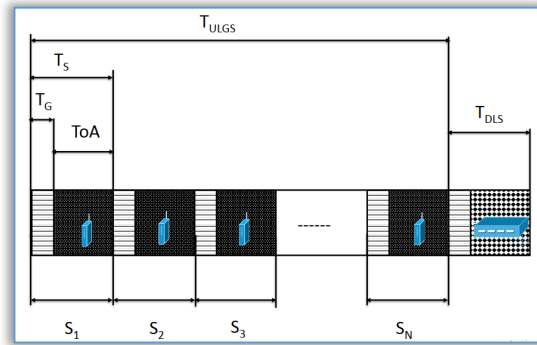 T_ULGS
T_S
T_G
ToA
T_DLS
------
S_1 S_2 S_3 S_N